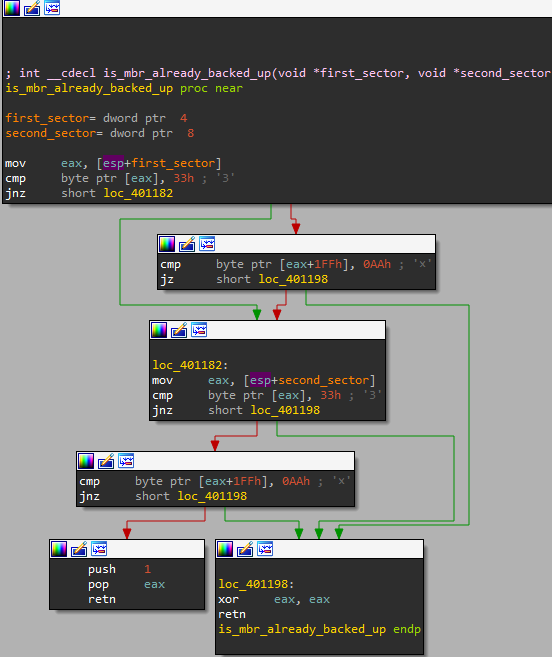 ; int __cdecl is_mbr_already_backed_up(void *first_sector, void *second_sector
is_mbr_already_backed_up proc near
first_sector= dword ptr 4
second_sector= dword ptr 8
mov eax, [esp+first_sector]
cmp byte ptr [eax], 33h ; '3'
jnz short loc_401182
cmp byte ptr [eax+1FFh], 0AAh ; '×'
jz short loc_401198
loc_401182:
mov eax, [esp+second_sector]
cmp byte ptr [eax], 33h ; '3'
jnz short loc_401198
cmp byte ptr [eax+1FFh], 0AAh ; '×'
jnz short loc_401198
push 1
pop eax
retn
loc_401198:
xor eax, eax
retn
is_mbr_already_backed_up endp